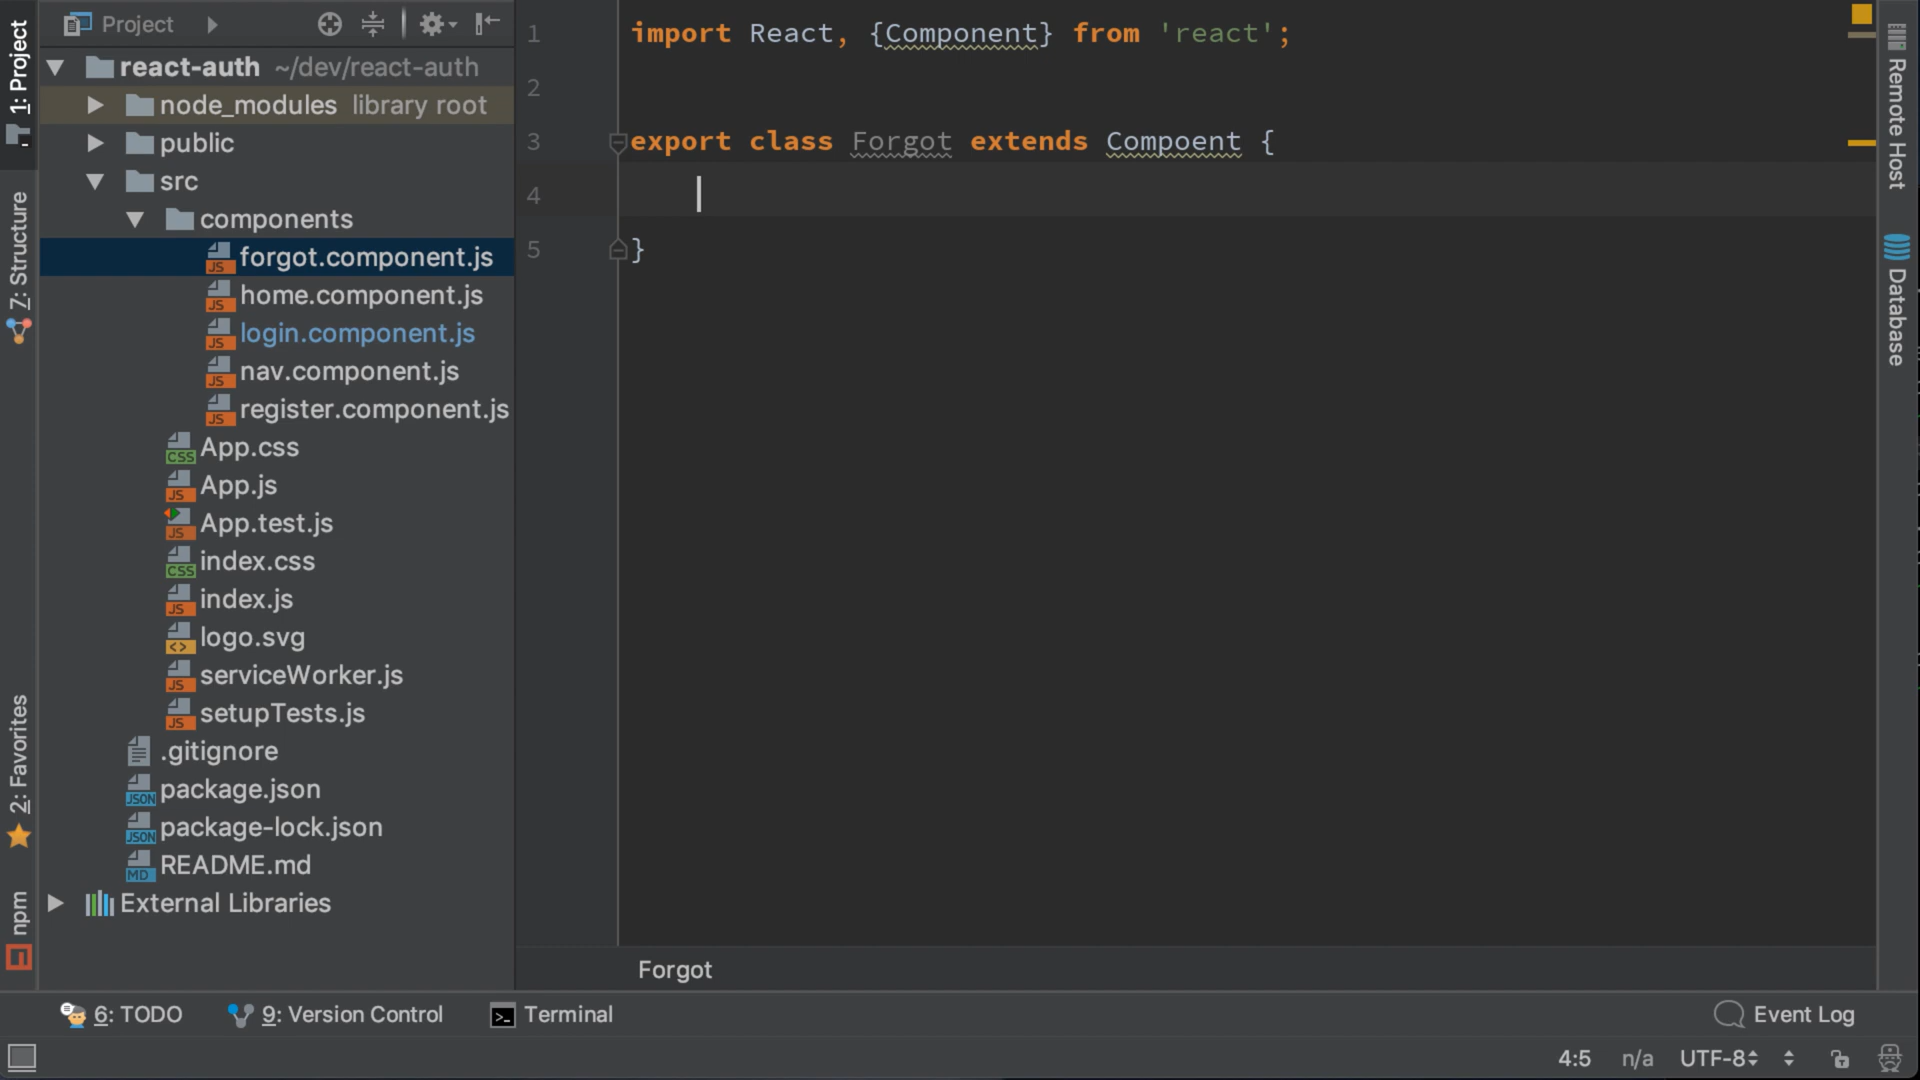 Project
react-auth ~/dev/react-auth
node_modules library root
public
src
components
forgot.component.js
home.component.js
login.component.js
nav.component.js
register.component.js
App.css
App.js
App.test.js
index.css
index.js
logo.svg
serviceWorker.js
setupTests.js
.gitignore
package.json
package-lock.json
README.md
External Libraries
1: Project
7: Structure
2: Favorites
npm
1 import React, {Component} from 'react';
2
3 export class Forgot extends Compoent {
4
5 }
Forgot
Remote Host
Database
6: TODO
9: Version Control
Terminal
Event Log
4:5 n/a UTF-8